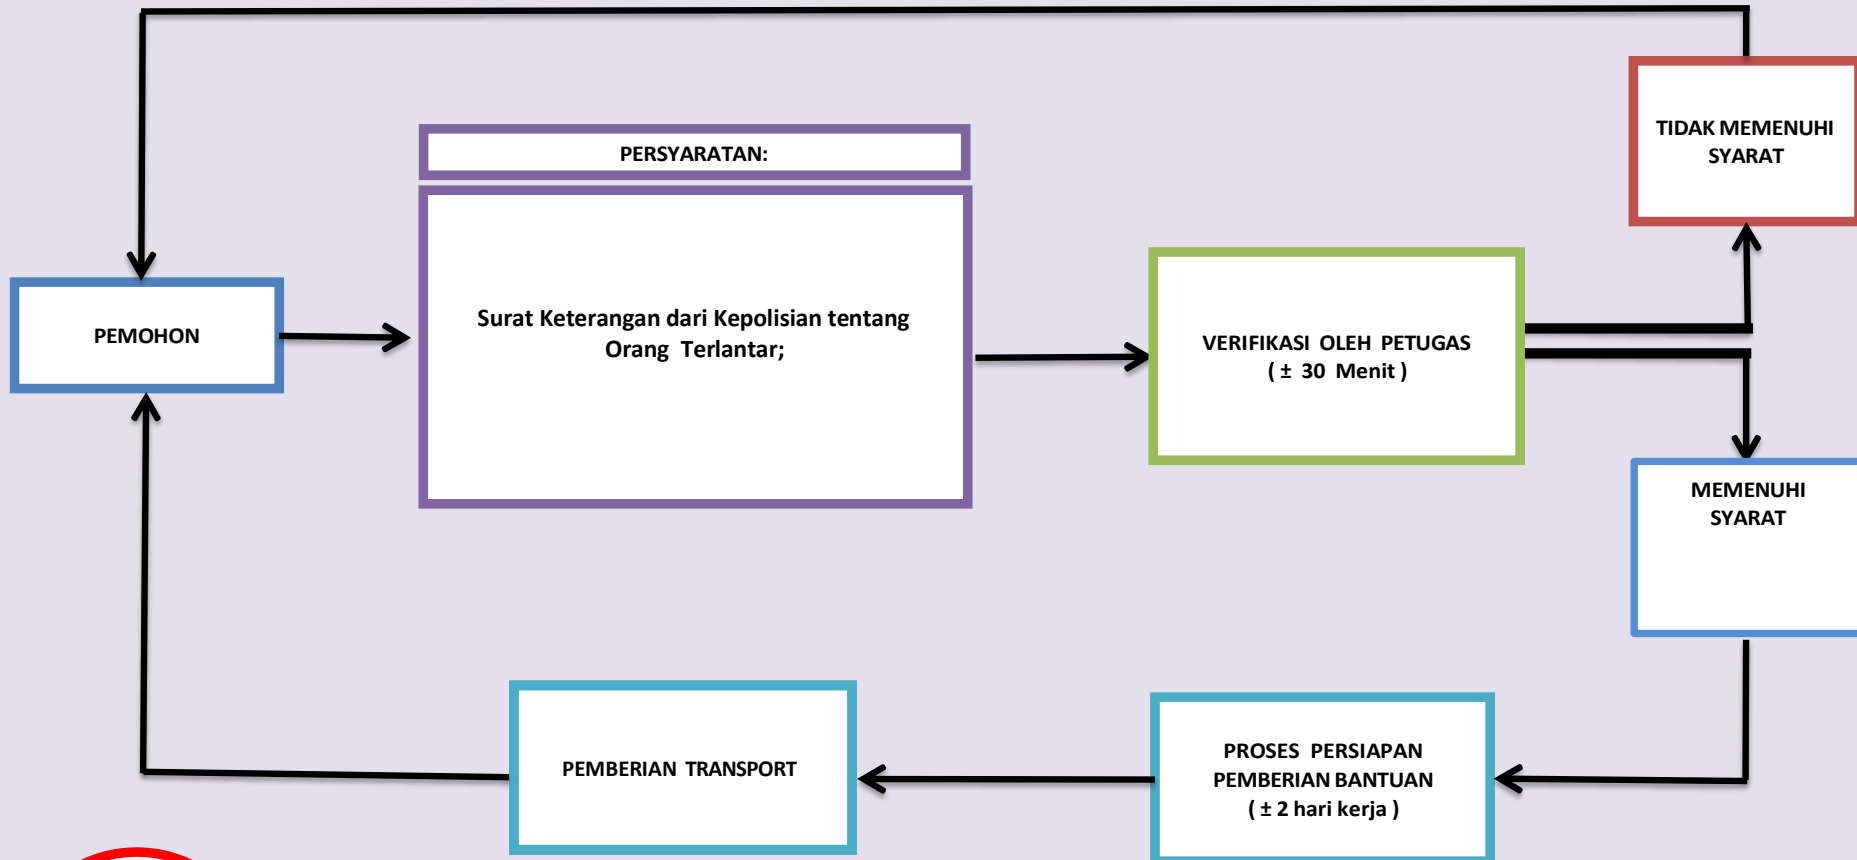 TIDAK MEMENUHI
SYARAT
PERSYARATAN:
PEMOHON
Surat Keterangan dari Kepolisian tentang
Orang Terlantar;
VERIFIKASI OLEH PETUGAS
( ± 30 Menit )
MEMENUHI
SYARAT
PEMBERIAN TRANSPORT
PROSES PERSIAPAN
PEMBERIAN BANTUAN
( ± 2 hari kerja )